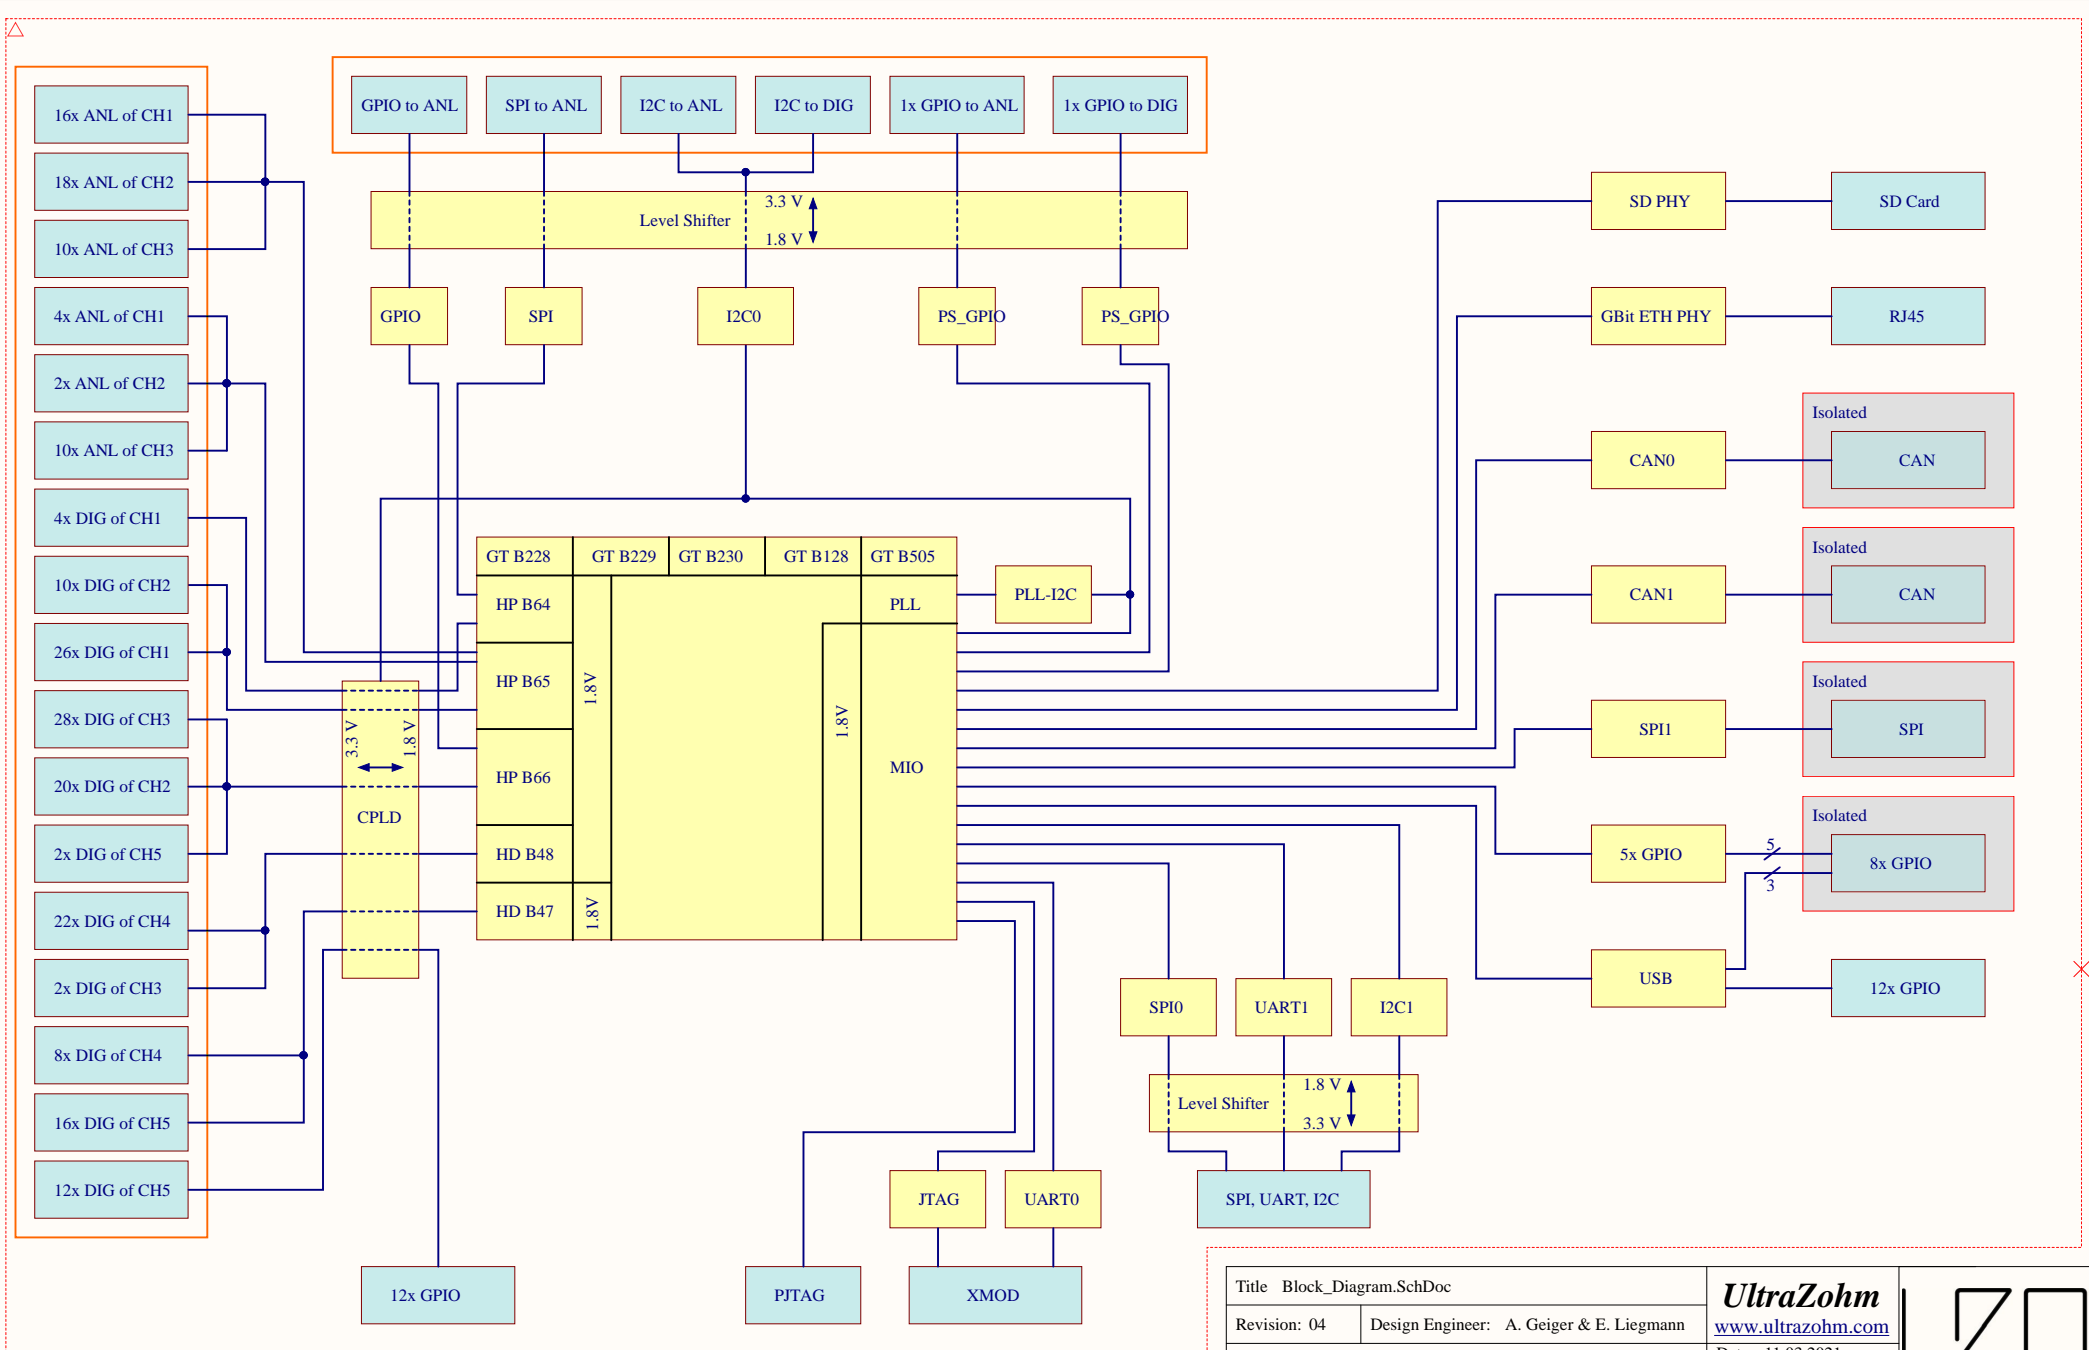 16x ANL of CH1
18x ANL of CH2
10x ANL of CH3
4x ANL of CH1
2x ANL of CH2
10x ANL of CH3
4x DIG of CH1
10x DIG of CH2
26x DIG of CH1
28x DIG of CH3
20x DIG of CH2
2x DIG of CH5
22x DIG of CH4
2x DIG of CH3
8x DIG of CH4
16x DIG of CH5
12x DIG of CH5
GPIO to ANL
SPI to ANL
I2C to ANL
I2C to DIG
1x GPIO to ANL
1x GPIO to DIG
3.3 V
Level Shifter
1.8 V
GPIO
SPI
I2C0
PS_GPIO
PS_GPIO
GT B228
GT B229
GT B230
GT B128
GT B505
HP B64
PLL
PLL-I2C
HP B65
1.8V
1.8V
HP B66
MIO
HD B48
HD B47
1.8V
3.3 V
1.8 V
CPLD
SD PHY
SD Card
GBit ETH PHY
RJ45
Isolated
CAN0
CAN
Isolated
CAN1
CAN
Isolated
SPI1
SPI
Isolated
5x GPIO
5
8x GPIO
3
USB
12x GPIO
SPI0
UART1
I2C1
1.8 V
Level Shifter
3.3 V
JTAG
UART0
SPI, UART, I2C
12x GPIO
PJTAG
XMOD
Title Block_Diagram.SchDoc
Revision: 04
Design Engineer: A. Geiger & E. Liegmann
UltraZohm
www.ultrazohm.com